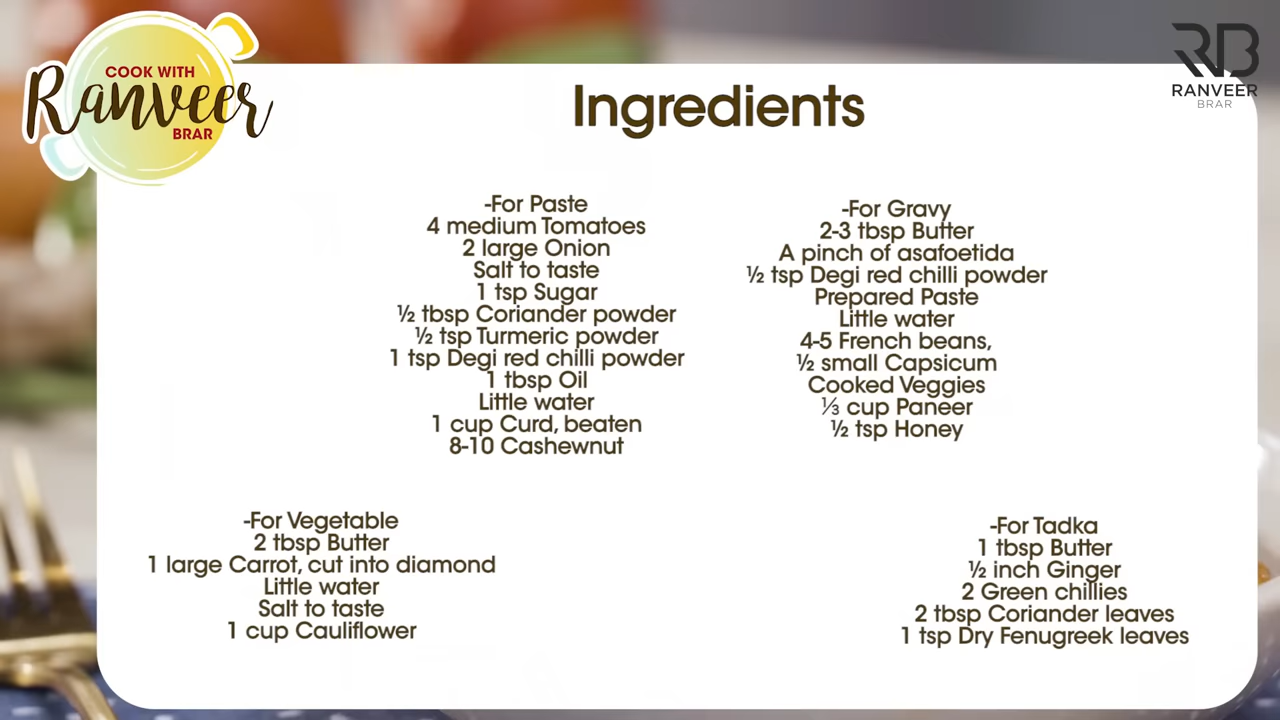 COOK WITH
Ranveer
BRAR
RB
RANVEER
BRAR
Ingredients
-For Paste
4 medium Tomatoes
2 large Onion
Salt to taste
1 tsp Sugar
½ tbsp Coriander powder
½ tsp Turmeric powder
1 tsp Degi red chilli powder
1 tbsp Oil
Little water
1 cup Curd, beaten
8-10 Cashewnut
-For Gravy
2-3 tbsp Butter
A pinch of asafoetida
½ tsp Degi red chilli powder
Prepared Paste
Little water
4-5 French beans,
½ small Capsicum
Cooked Veggies
⅓ cup Paneer
½ tsp Honey
-For Vegetable
2 tbsp Butter
1 large Carrot, cut into diamond
Little water
Salt to taste
1 cup Cauliflower
-For Tadka
1 tbsp Butter
½ inch Ginger
2 Green chillies
2 tbsp Coriander leaves
1 tsp Dry Fenugreek leaves